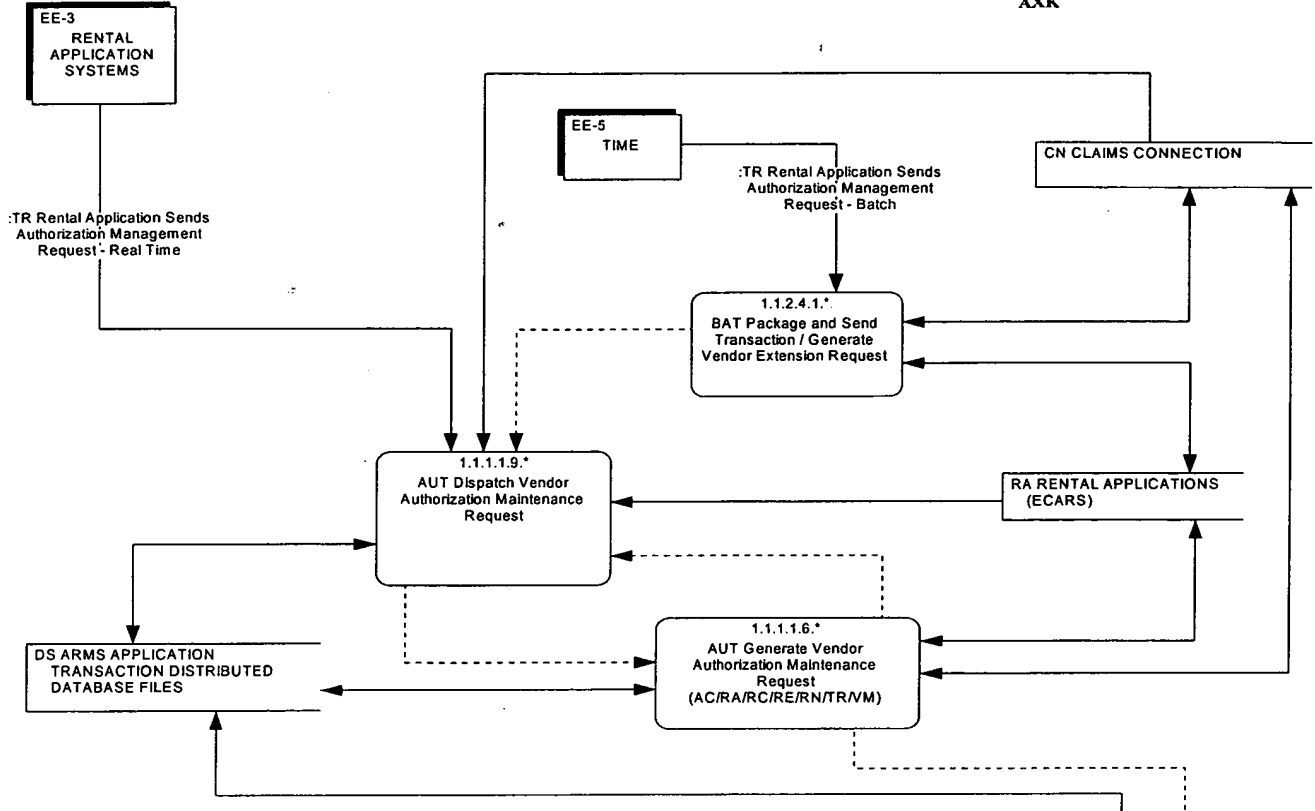 AXK
EE-3
RENTAL
APPLICATION
SYSTEMS
EE-5
TIME
CN CLAIMS CONNECTION
:TR Rental Application Sends
Authorization Management
Request - Batch
:TR Rental Application Sends
Authorization Management
Request - Real Time
1.1.2.4.1.*
BAT Package and Send
Transaction / Generate
Vendor Extension Request
1.1.1.1.9.*
AUT Dispatch Vendor
Authorization Maintenance
Request
RA RENTAL APPLICATIONS
(ECARS)
1.1.1.1.6.*
AUT Generate Vendor
Authorization Maintenance
Request
(AC/RA/RC/RE/RN/TR/VM)
DS ARMS APPLICATION
TRANSACTION DISTRIBUTED
DATABASE FILES